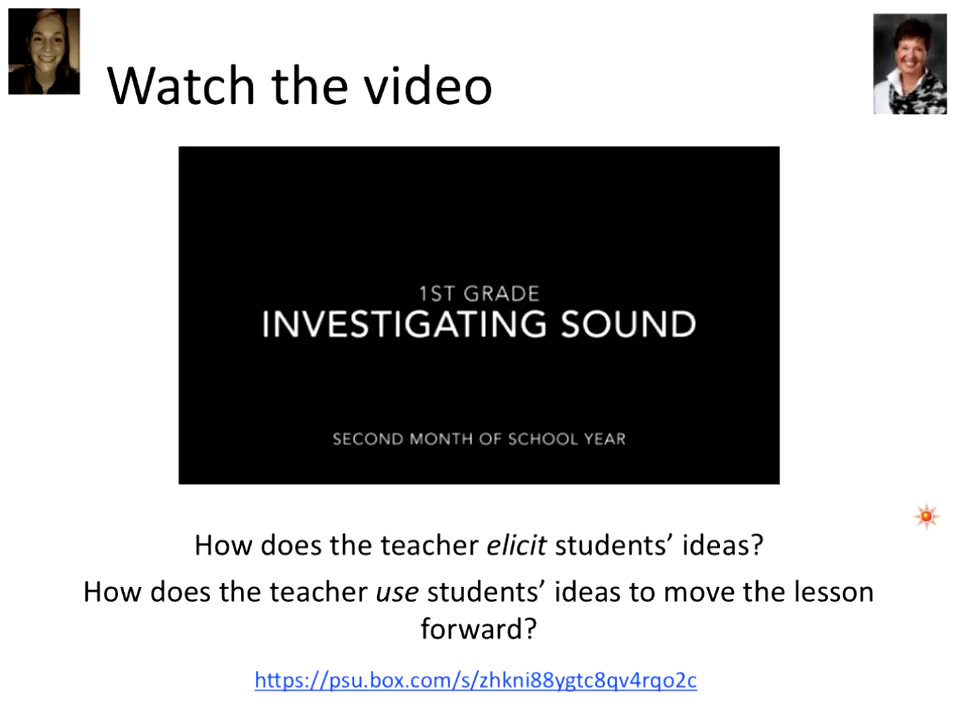 Watch the video
1ST GRADE
INVESTIGATING SOUND
SECOND MONTH OF SCHOOL YEAR
How does the teacher elicit students’ ideas?
How does the teacher use students’ ideas to move the lesson
forward?
https://psu.box.com/s/zhkni88ygtc8qv4rqo2c